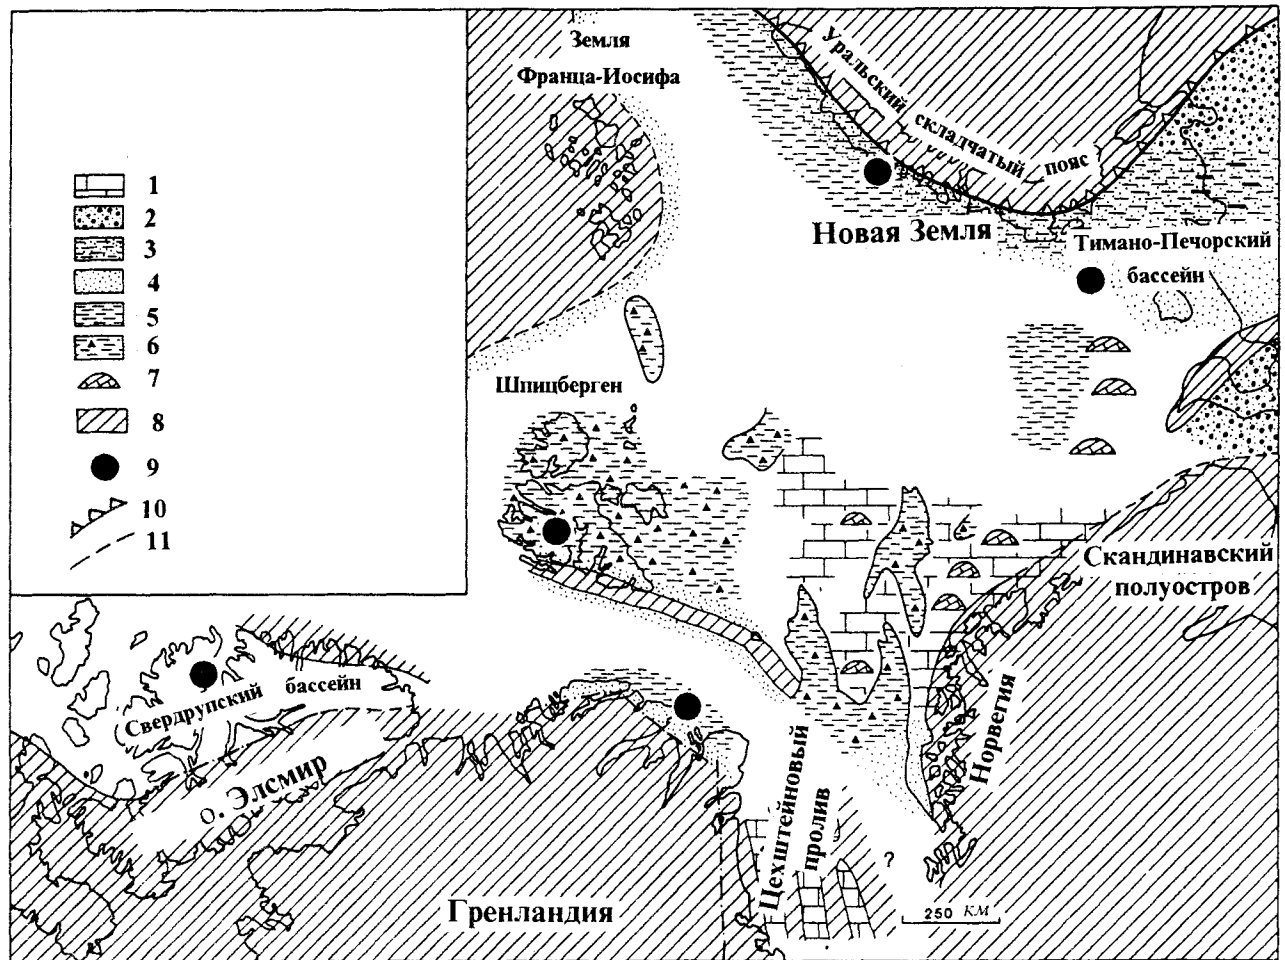 Земля
Франца-Иосифа
Уральский складчатый пояс
1
2
3
4
5
6
7
8
9
10
11
Новая Земля
Тимано-Печорский
бассейн
Шпицберген
Скандинавский
полуостров
Свердрупский бассейн
о. Элсмир
Норвегия
Цехштейновый
пролив
?
Гренландия
250 км